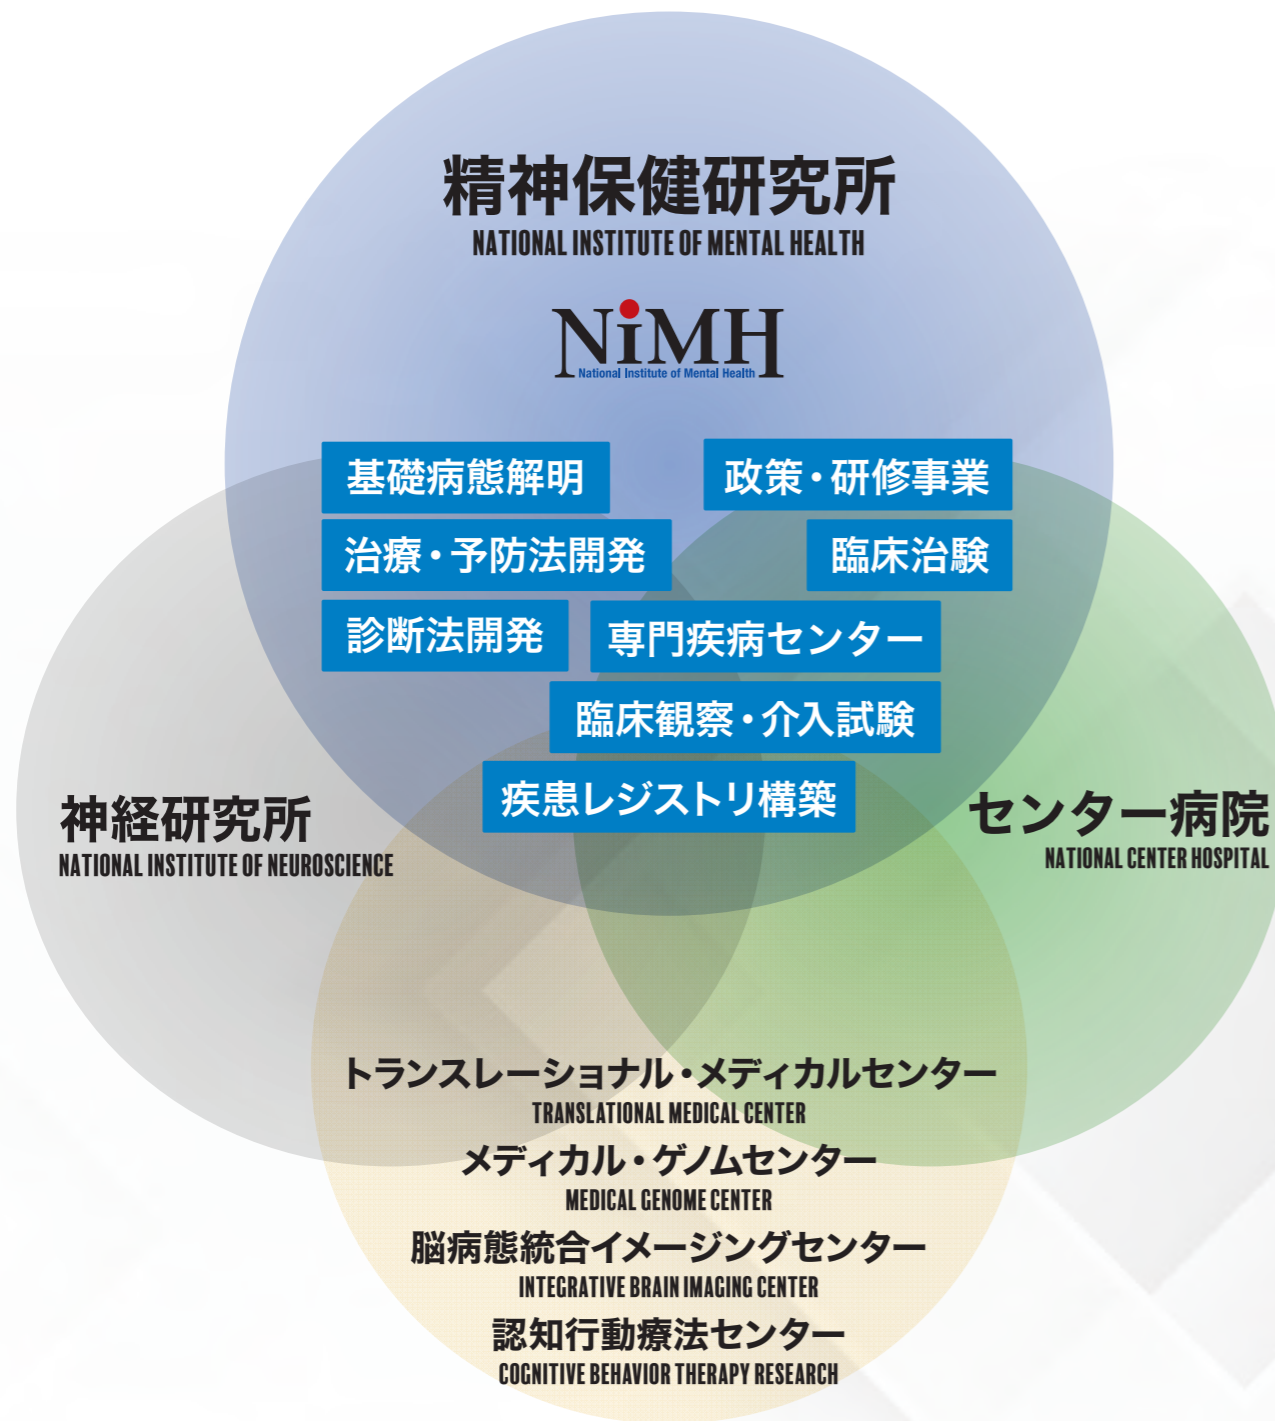 精神保健研究所
NATIONAL INSTITUTE OF MENTAL HEALTH
NiMH
National Institute of Mental Health
基礎病態解明
政策・研修事業
治療・予防法開発
臨床治験
診断法開発
専門疾病センター
臨床観察・介入試験
疾患レジストリ構築
神経研究所
NATIONAL INSTITUTE OF NEUROSCIENCE
センター病院
NATIONAL CENTER HOSPITAL
トランスレーショナル・メディカルセンター
TRANSLATIONAL MEDICAL CENTER
メディカル・ゲノムセンター
MEDICAL GENOME CENTER
脳病態統合イメージングセンター
INTEGRATIVE BRAIN IMAGING CENTER
認知行動療法センター
COGNITIVE BEHAVIOR THERAPY RESEARCH